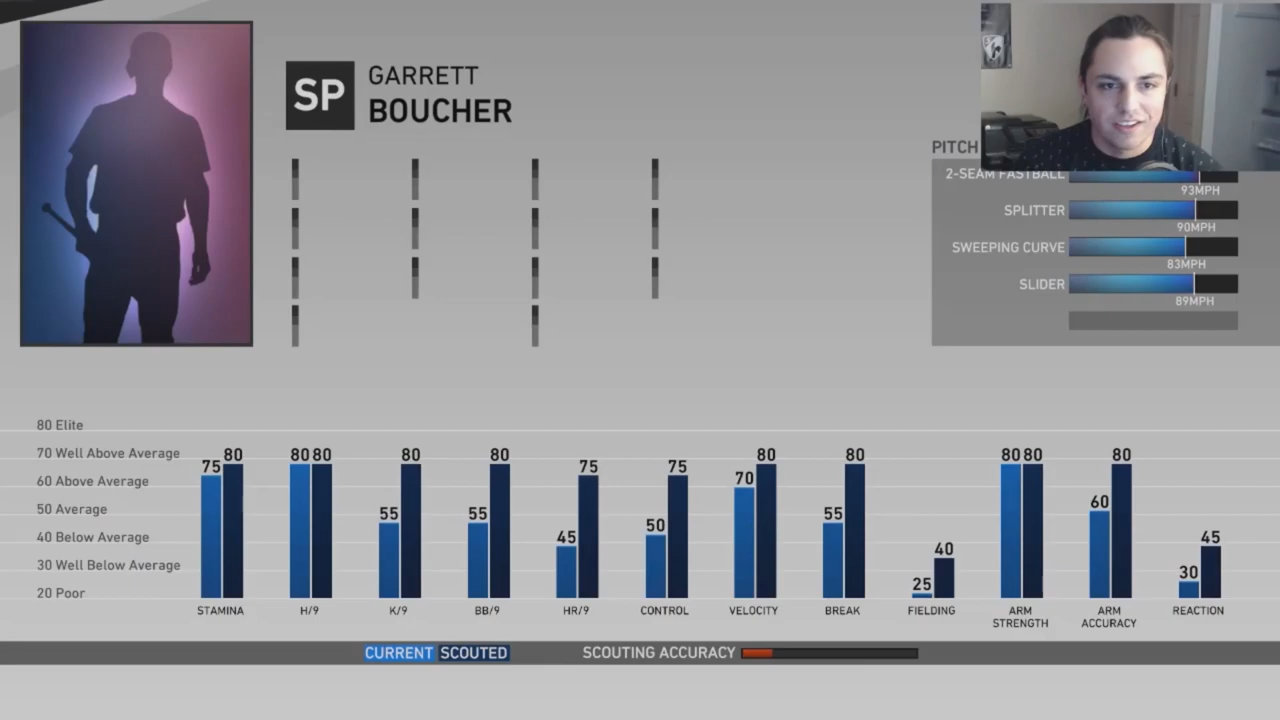 SP
GARRETT
BOUCHER
PITCH
2-SEAM FASTBALL
93MPH
SPLITTER
90MPH
SWEEPING CURVE
83MPH
SLIDER
89MPH
80 Elite
70 Well Above Average
60 Above Average
50 Average
40 Below Average
30 Well Below Average
20 Poor
75 80
80 80
55 80
55 80
45 75
50 75
70 80
55 80
25 40
80 80
60 80
30 45
STAMINA
H/9
K/9
BB/9
HR/9
CONTROL
VELOCITY
BREAK
FIELDING
ARM
STRENGTH
ARM
ACCURACY
REACTION
CURRENT SCOUTED
SCOUTING ACCURACY